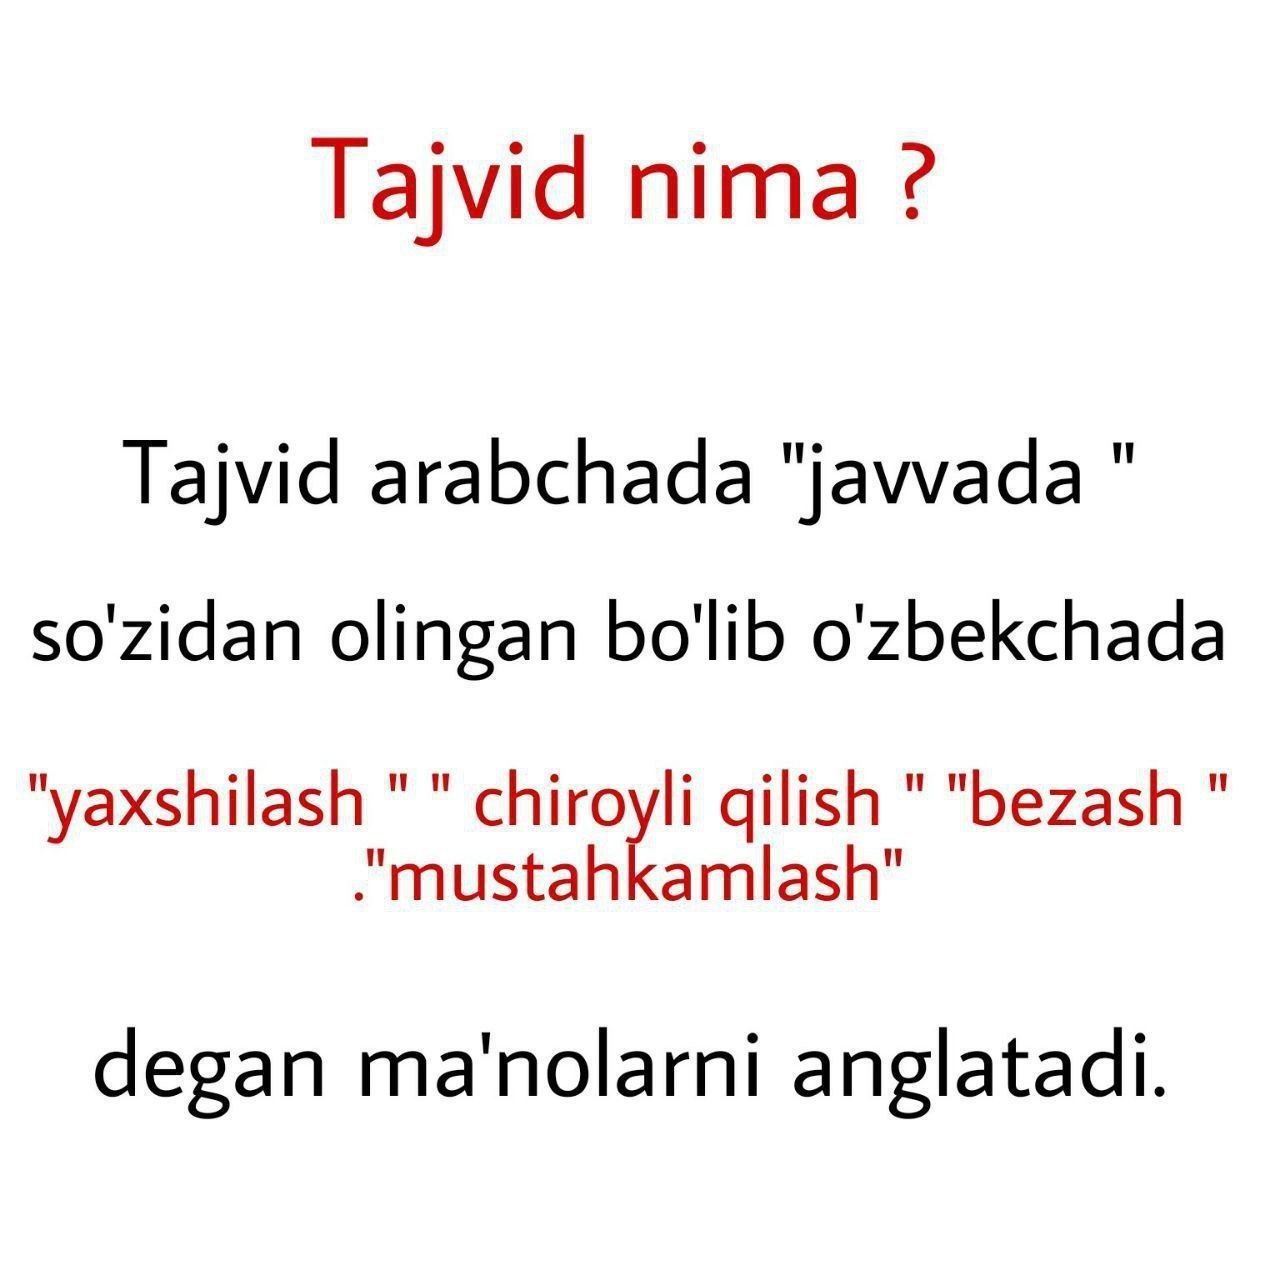 Tajvid nima ?
Tajvid arabchada "javvada "
so'zidan olingan bo'lib o'zbekchada
"yaxshilash " " chiroyli qilish " "bezash "
."mustahkamlash"
degan ma'nolarni anglatadi.